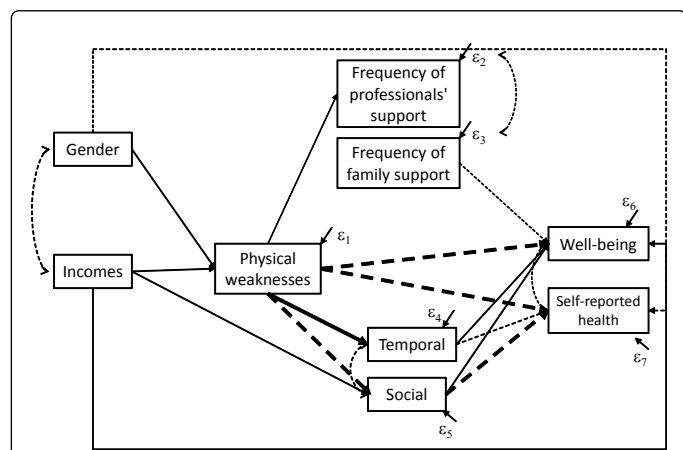 ε2
Frequency of
professionals'
support
ε3
Gender
Frequency of
family support
ε6
ε1
Well-being
Physical
weaknesses
Incomes
Self-reported
health
ε4
Temporal
ε7
Social
ε5